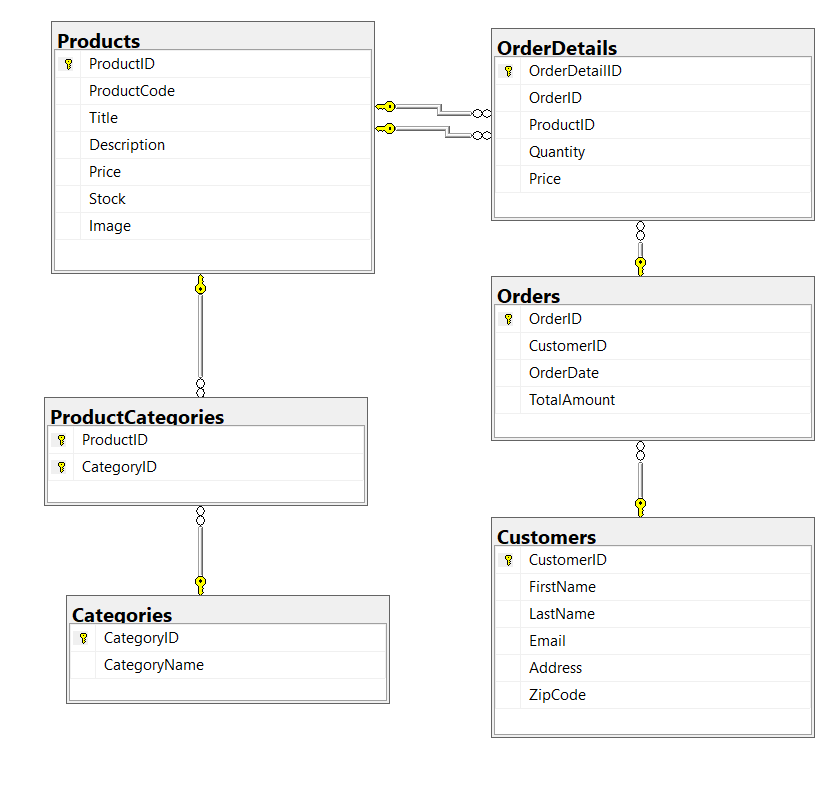 Products
ProductID
ProductCode
Title
Description
Price
Stock
Image
OrderDetails
OrderDetailID
OrderID
ProductID
Quantity
Price
Orders
OrderID
CustomerID
OrderDate
TotalAmount
ProductCategories
ProductID
CategoryID
Customers
CustomerID
FirstName
LastName
Email
Address
ZipCode
Categories
CategoryID
CategoryName